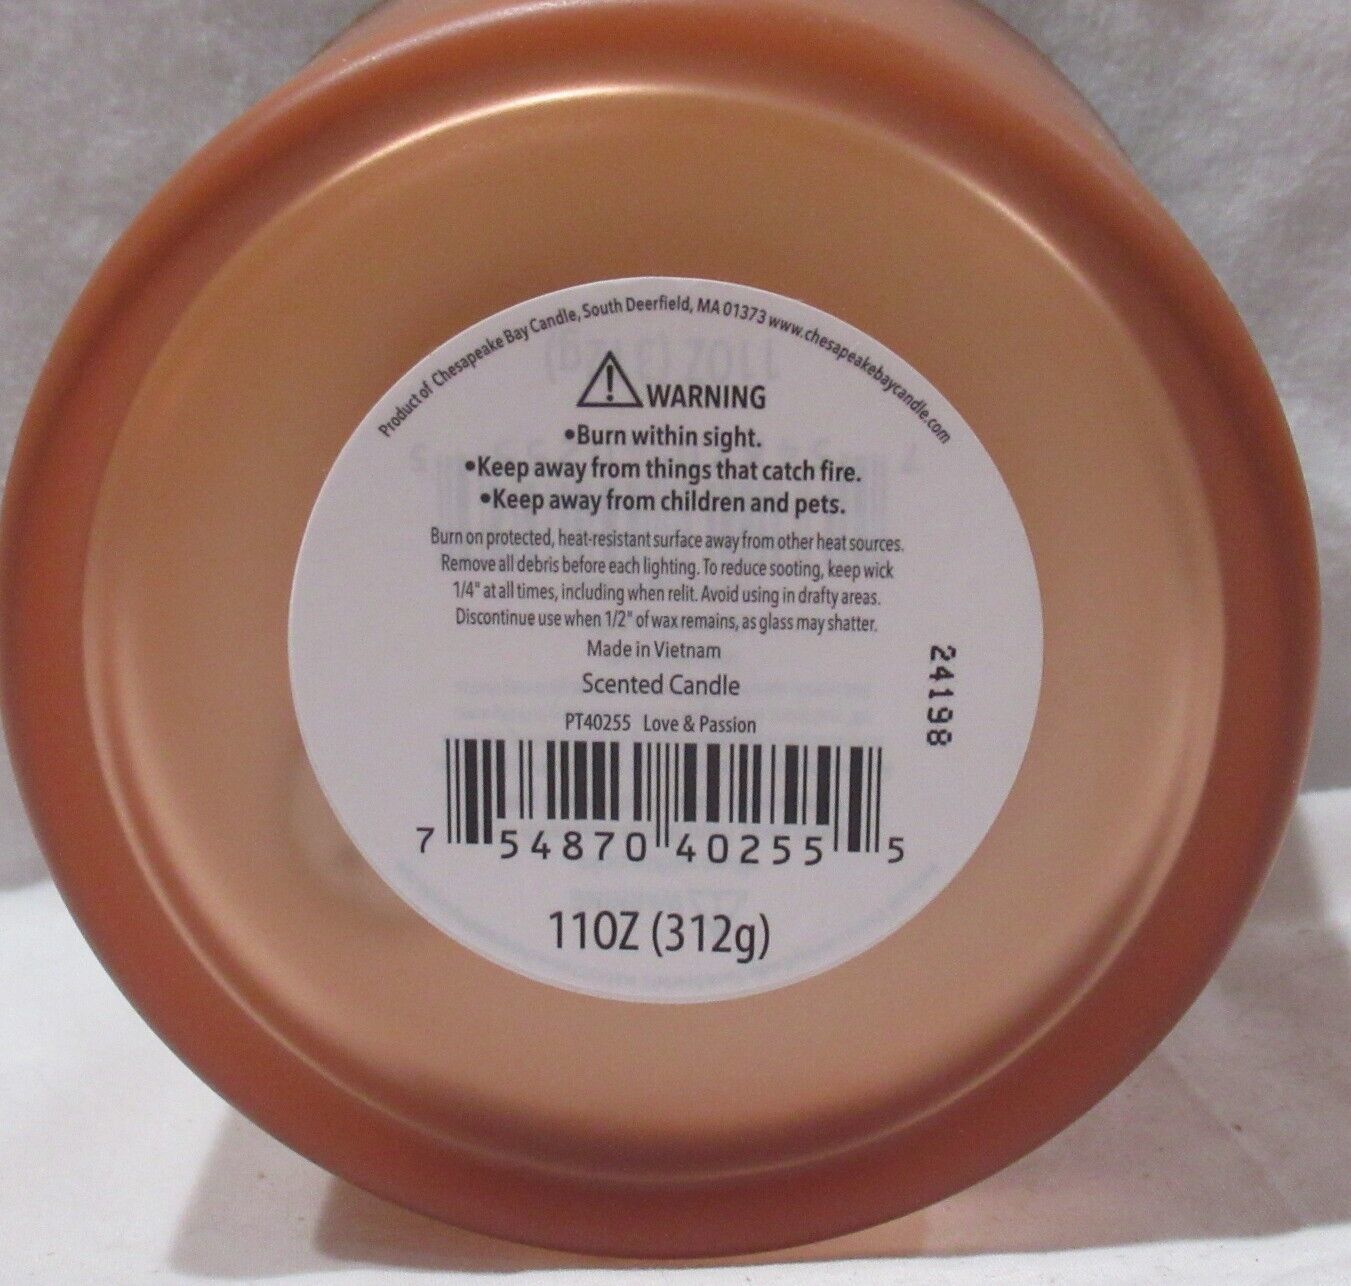 Product of Chesapeake Bay Candle, South Deerfield, MA 01373 www.chesapeakebaycandle.com
WARNING
•Burn within sight.
•Keep away from things that catch fire.
•Keep away from children and pets.
Burn on protected, heat-resistant surface away from other heat sources.
Remove all debris before each lighting. To reduce sooting, keep wick
1/4" at all times, including when relit. Avoid using in drafty areas.
Discontinue use when 1/2" of wax remains, as glass may shatter.
Made in Vietnam
Scented Candle
PT40255 Love & Passion
24198
7 54870 40255 5
11OZ (312g)